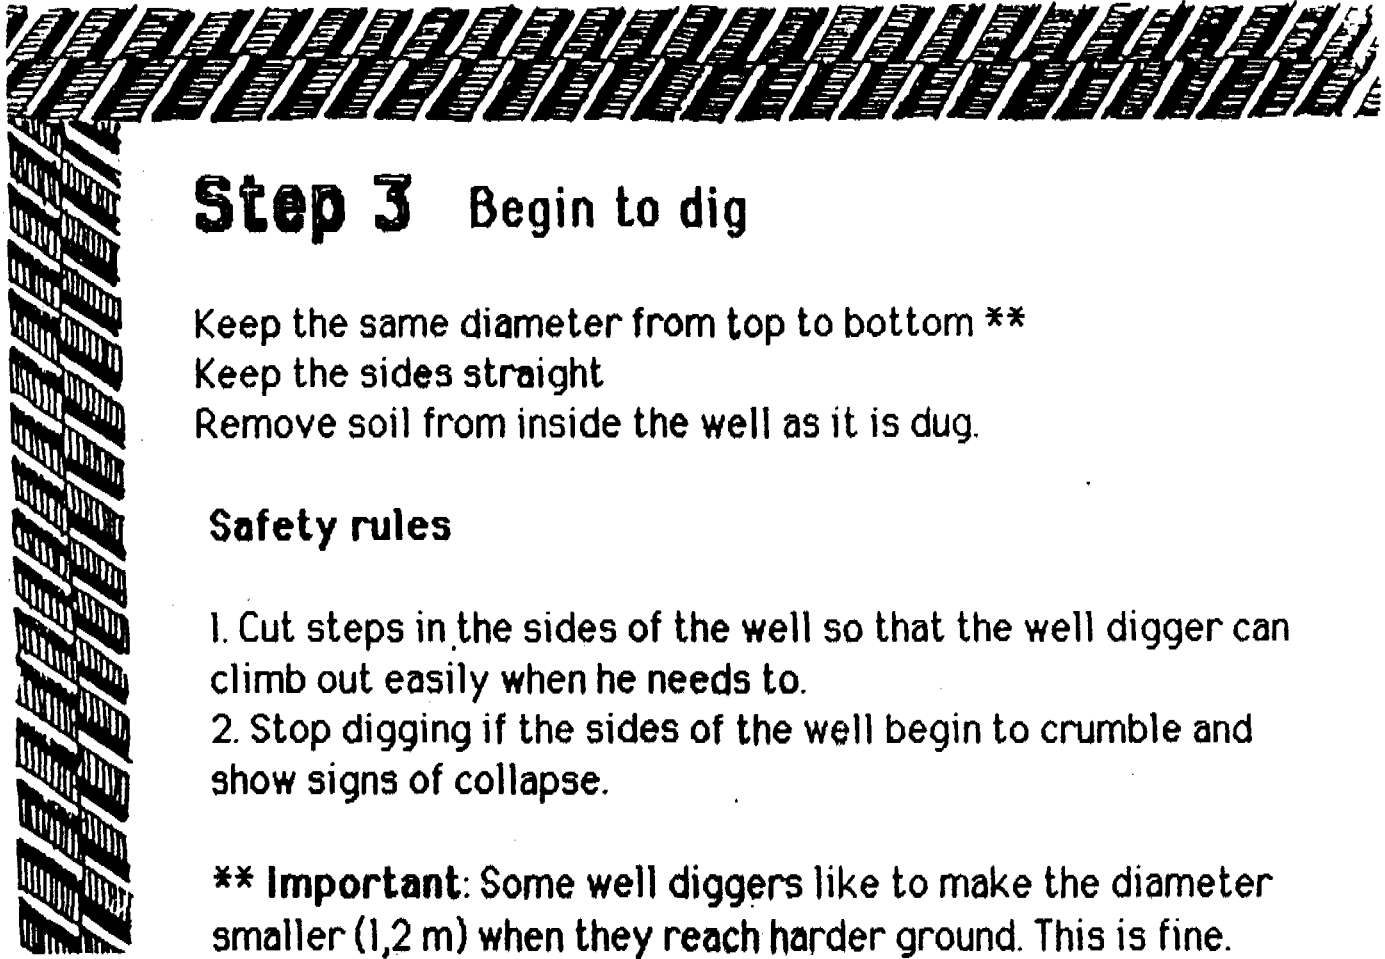 Step 3 Begin to dig
Keep the same diameter from top to bottom **
Keep the sides straight
Remove soil from inside the well as it is dug.
Safety rules
1. Cut steps in the sides of the well so that the well digger can
climb out easily when he needs to.
2. Stop digging if the sides of the well begin to crumble and
show signs of collapse.
** Important: Some well diggers like to make the diameter
smaller (1,2 m) when they reach harder ground. This is fine.